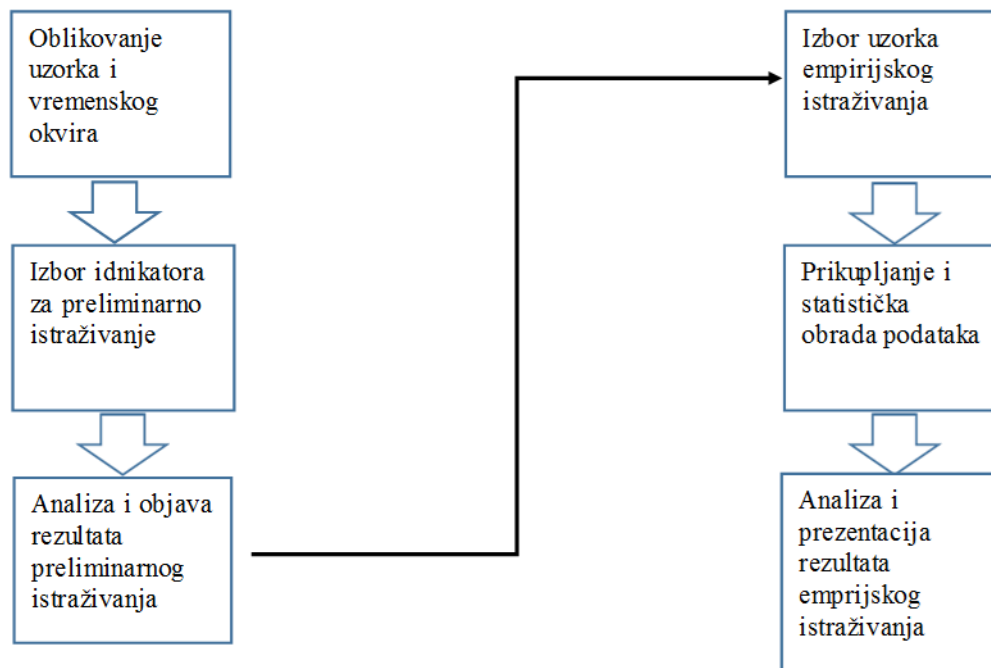 Oblikovanje
uzorka i
vremenskog
okvira
Izbor idnikatora
za preliminarno
istraživanje
Analiza i objava
rezultata
preliminarnog
istraživanja
Izbor uzorka
empirijskog
istraživanja
Prikupljanje i
statistička
obrada podataka
Analiza i
prezentacija
rezultata
emprijskog
istraživanja